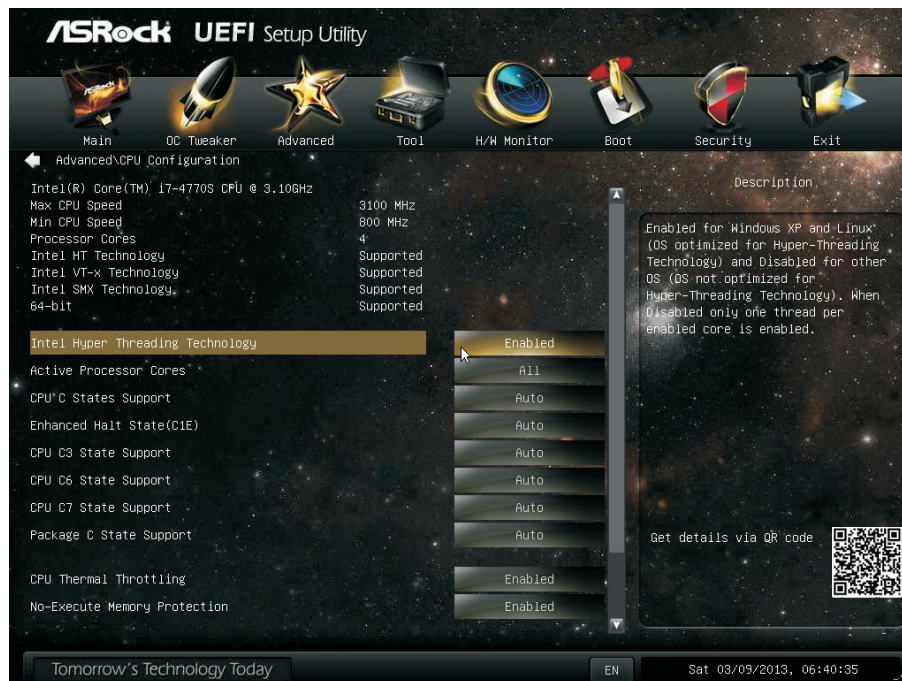 ASRock UEFI Setup Utility
ASRock
Main OC Tweaker Advanced Tool H/W Monitor Boot Security Exit
Advanced\CPU Configuration
Intel(R) Core(TM) i7-4770S CPU @ 3.10GHz
Max CPU Speed 3100 MHz
Min CPU Speed 800 MHz
Processor Cores 4
Intel HT Technology Supported
Intel VT-x Technology Supported
Intel SMX Technology Supported
64-bit Supported
Intel Hyper Threading Technology Enabled
Active Processor Cores All
CPU C States Support Auto
Enhanced Halt State(C1E) Auto
CPU C3 State Support Auto
CPU C6 State Support Auto
CPU C7 State Support Auto
Package C State Support Auto
CPU Thermal Throttling Enabled
No-Execute Memory Protection Enabled
Description
Enabled for Windows XP and Linux
(OS optimized for Hyper-Threading
Technology) and Disabled for other
OS (OS not optimized for
Hyper-Threading Technology). When
Disabled only one thread per
enabled core is enabled.
Get details via QR code
Tomorrow's Technology Today EN Sat 03/09/2013, 06:40:35